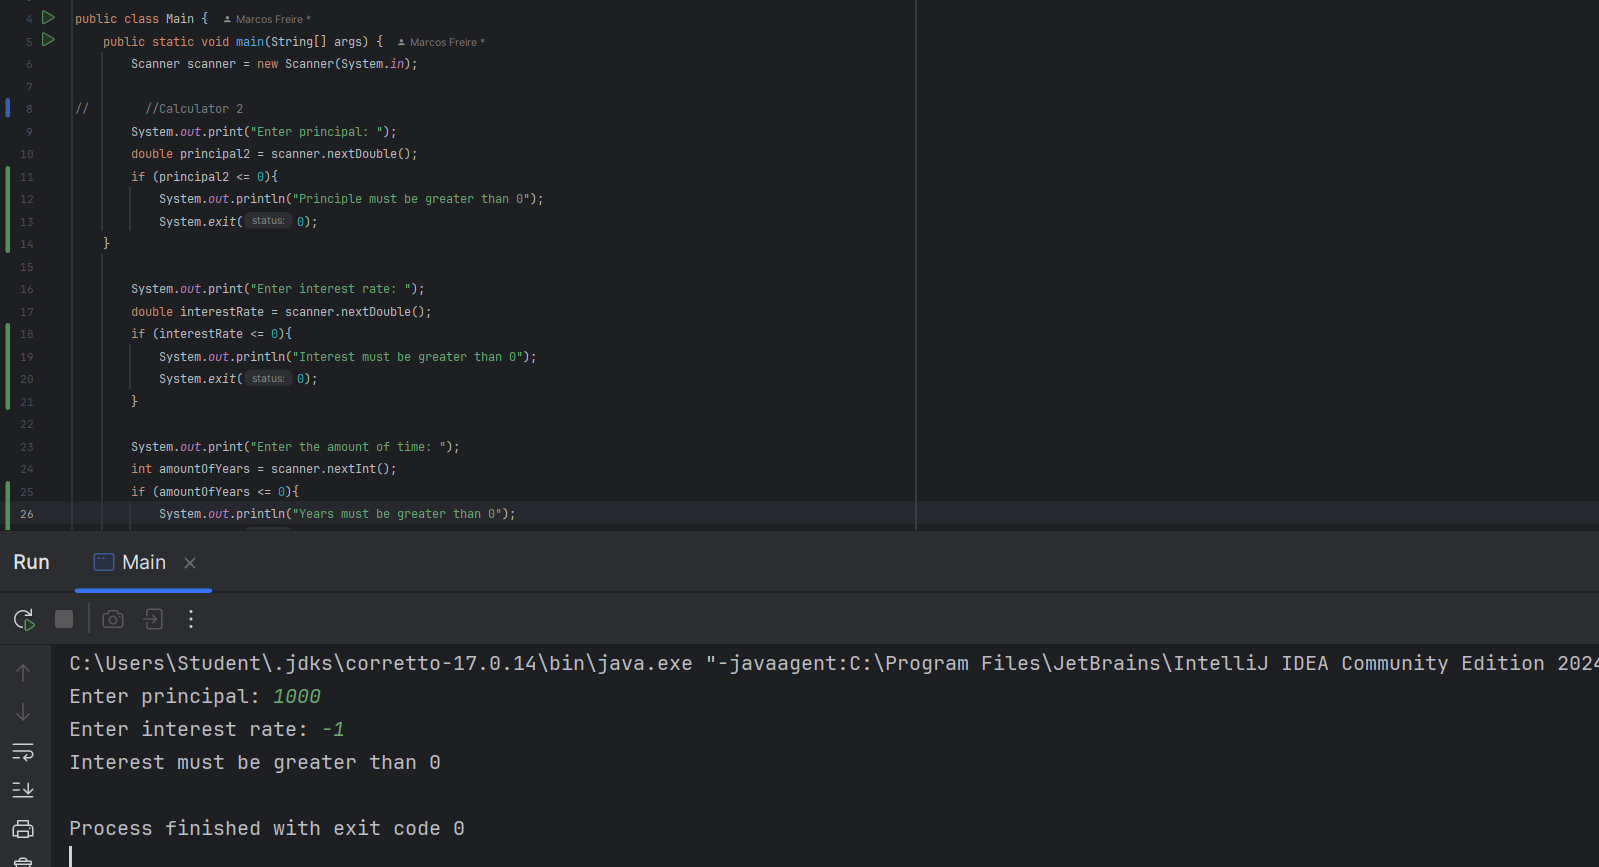 4 public class Main { Marcos Freire *
5 public static void main(String[] args) { Marcos Freire *
6 Scanner scanner = new Scanner(System.in);
7
8 // //Calculator 2
9 System.out.print("Enter principal: ");
10 double principal2 = scanner.nextDouble();
11 if (principal2 <= 0){
12 System.out.println("Principle must be greater than 0");
13 System.exit( status: 0);
14 }
15
16 System.out.print("Enter interest rate: ");
17 double interestRate = scanner.nextDouble();
18 if (interestRate <= 0){
19 System.out.println("Interest must be greater than 0");
20 System.exit( status: 0);
21 }
22
23 System.out.print("Enter the amount of time: ");
24 int amountOfYears = scanner.nextInt();
25 if (amountOfYears <= 0){
26 System.out.println("Years must be greater than 0");
Run Main
C:\Users\Student\.jdks\corretto-17.0.14\bin\java.exe "-javaagent:C:\Program Files\JetBrains\IntelliJ IDEA Community Edition 2024
Enter principal: 1000
Enter interest rate: -1
Interest must be greater than 0
Process finished with exit code 0